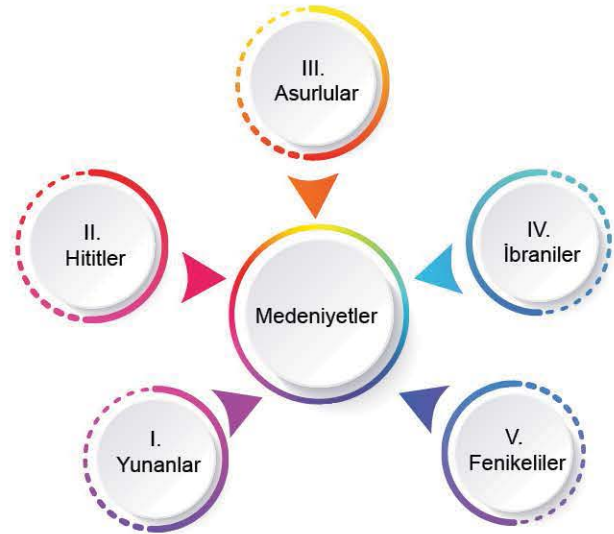 III.
Asurlular
II.
Hititler
IV.
İbraniler
Medeniyetler
I.
Yunanlar
V.
Fenikeliler